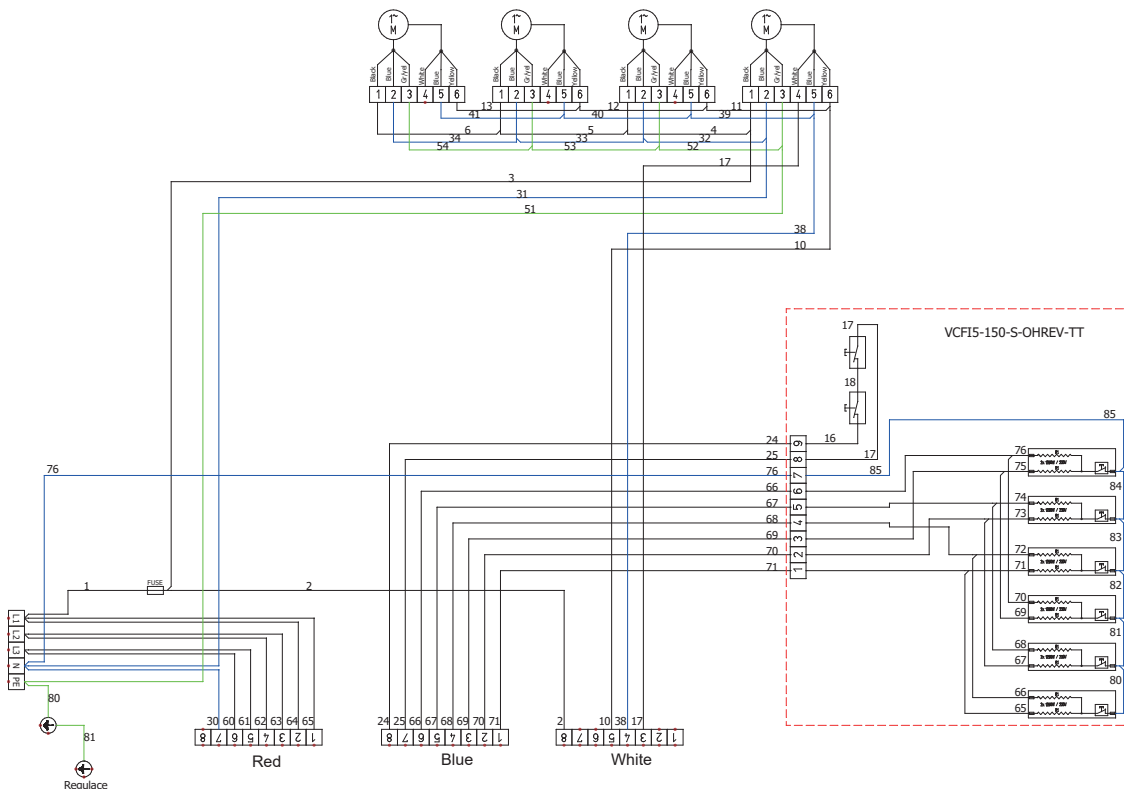 1~ 1~ 1~ 1~
M M M M
Black Blue Gr/yel White Blue Yellow Black Blue Gr/yel White Blue Yellow Black Blue Gr/yel White Blue Yellow Black Blue Gr/yel White Blue Yellow
1 2 3 4 5 6 1 2 3 4 5 6 1 2 3 4 5 6 1 2 3 4 5 6
13 12 11
41 40 39
6 5 4
34 33 32
54 53 52
17
3
31
51
38
10
17
VCFI5-150-S-OHREV-TT
18
85
24 9 16
25 8 17
76 76 7 85
66 6
67 5
68 4
69 3
70 2
71 1
76
75
84
74
73
83
72
71
82
70
69
81
68
67
80
66
65
1 FUSE 2
L1
L2
L3
N
PE
80
81
Regulace
30 60 61 62 63 64 65
8 7 6 5 4 3 2 1
Red
24 25 66 67 68 69 70 71
8 7 6 5 4 3 2 1
Blue
2 10 38 17
8 7 6 5 4 3 2 1
White